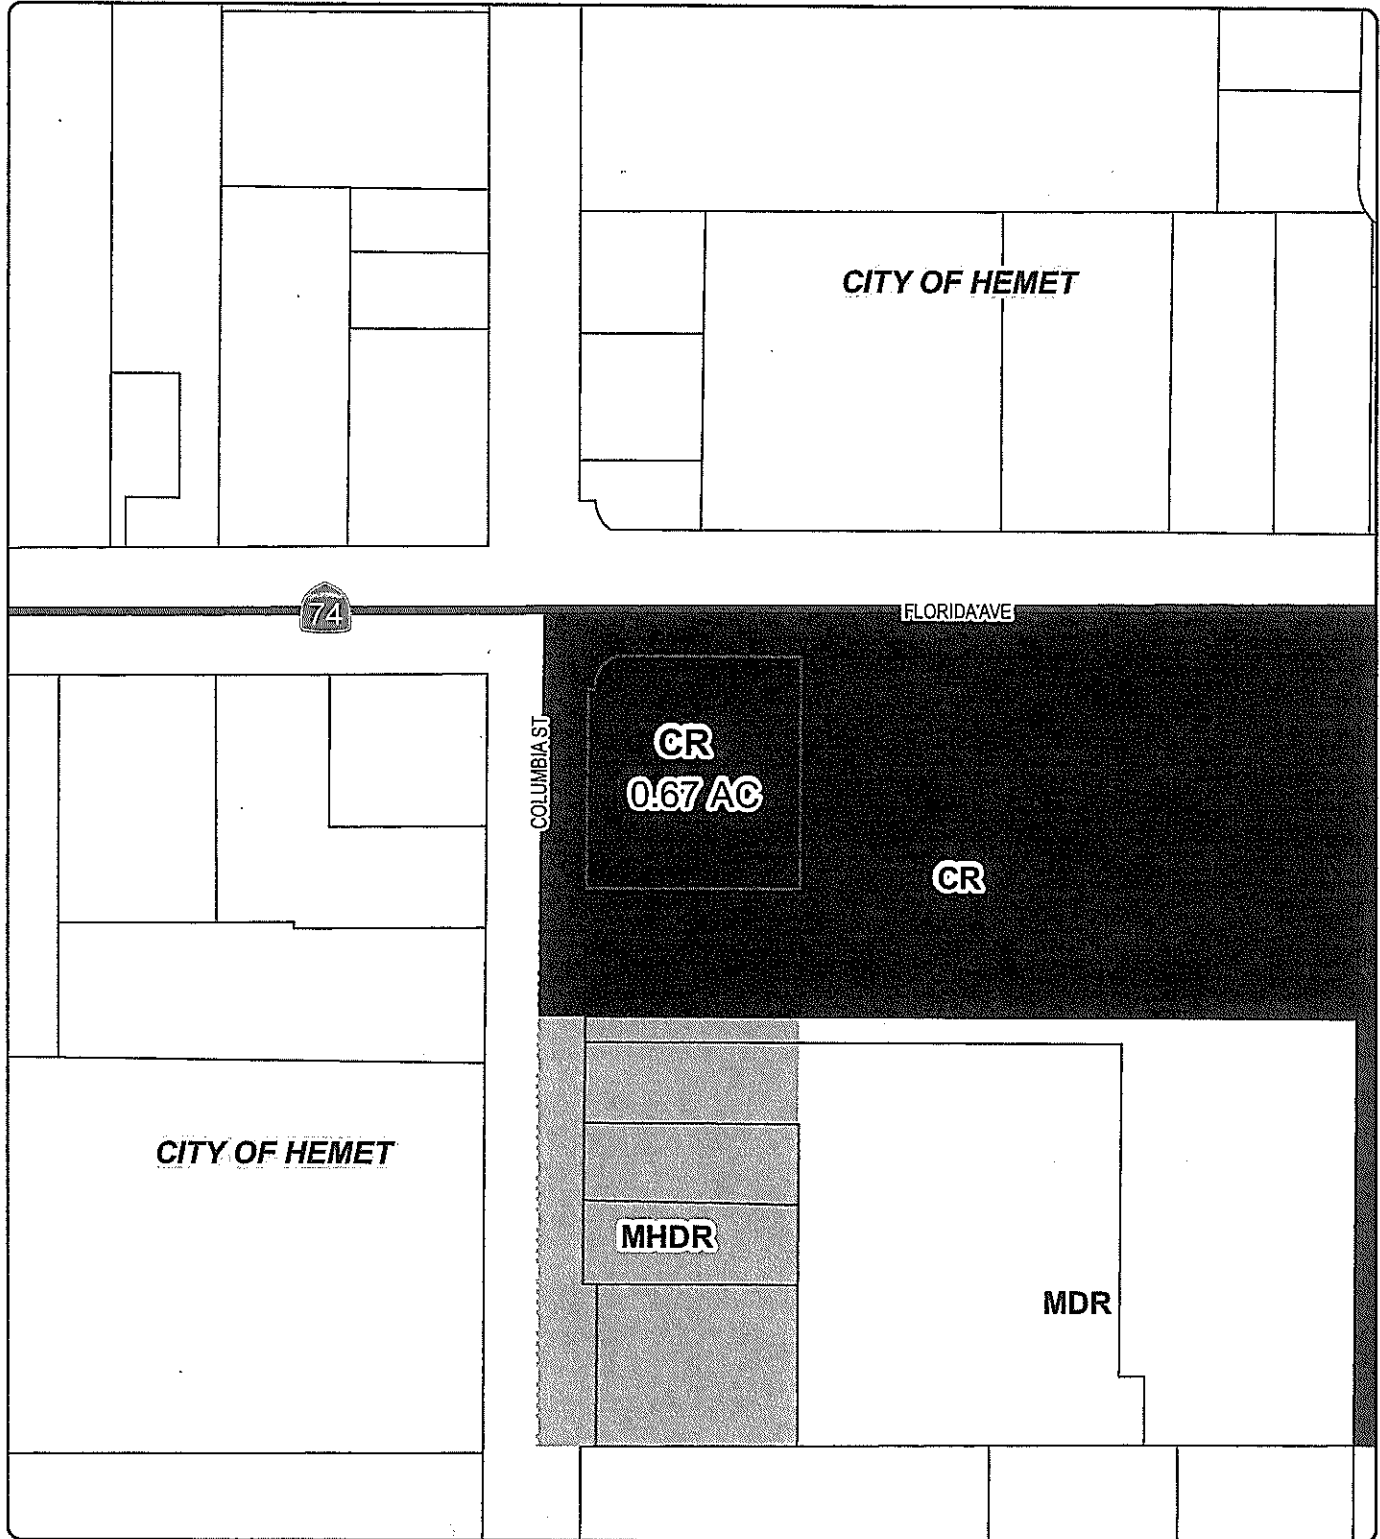 CITY OF HEMET
74
FLORIDA AVE
COLUMBIA ST
CR
0.67 AC
CR
CITY OF HEMET
MHDR
MDR